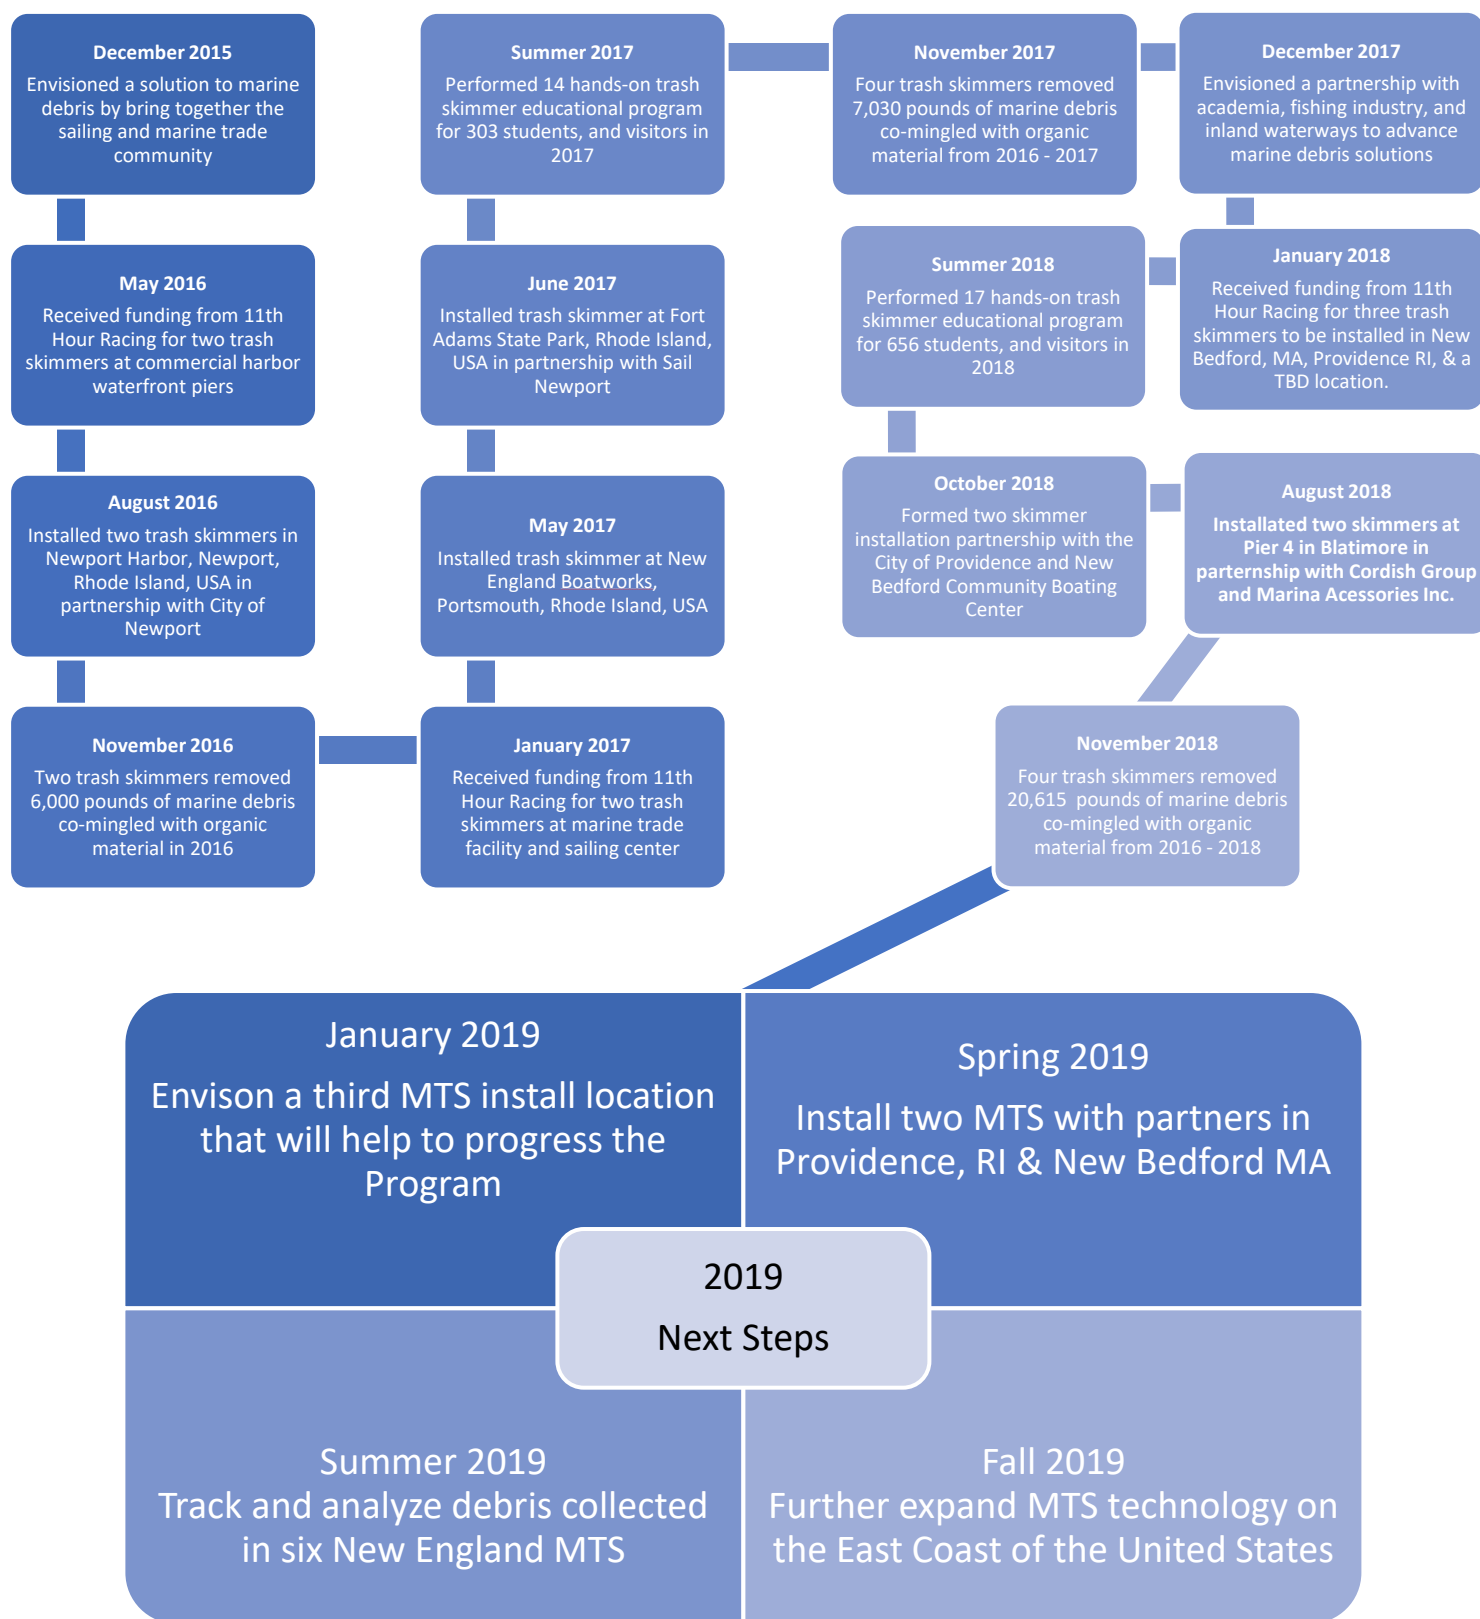 December 2015
Envisioned a solution to marine
debris by bring together the
sailing and marine trade
community
May 2016
Received funding from 11th
Hour Racing for two trash
skimmers at commercial harbor
waterfront piers
August 2016
Installed two trash skimmers in
Newport Harbor, Newport,
Rhode Island, USA in
partnership with City of
Newport
November 2016
Two trash skimmers removed
6,000 pounds of marine debris
co-mingled with organic
material in 2016
January 2017
Received funding from 11th
Hour Racing for two trash
skimmers at marine trade
facility and sailing center
May 2017
Installed trash skimmer at New
England Boatworks,
Portsmouth, Rhode Island, USA
June 2017
Installed trash skimmer at Fort
Adams State Park, Rhode Island,
USA in partnership with Sail
Newport
Summer 2017
Performed 14 hands-on trash
skimmer educational program
for 303 students, and visitors in
2017
November 2017
Four trash skimmers removed
7,030 pounds of marine debris
co-mingled with organic
material from 2016 - 2017
December 2017
Envisioned a partnership with
academia, fishing industry, and
inland waterways to advance
marine debris solutions
January 2018
Received funding from 11th
Hour Racing for three trash
skimmers to be installed in New
Bedford, MA, Providence RI, & a
TBD location.
Summer 2018
Performed 17 hands-on trash
skimmer educational program
for 656 students, and visitors in
2018
October 2018
Formed two skimmer
installation partnership with the
City of Providence and New
Bedford Community Boating
Center
August 2018
Installated two skimmers at
Pier 4 in Blatimore in
parternship with Cordish Group
and Marina Acessories Inc.
November 2018
Four trash skimmers removed
20,615 pounds of marine debris
co-mingled with organic
material from 2016 - 2018
January 2019
Envison a third MTS install location
that will help to progress the
Program
Spring 2019
Install two MTS with partners in
Providence, RI & New Bedford MA
2019
Next Steps
Summer 2019
Track and analyze debris collected
in six New England MTS
Fall 2019
Further expand MTS technology on
the East Coast of the United States